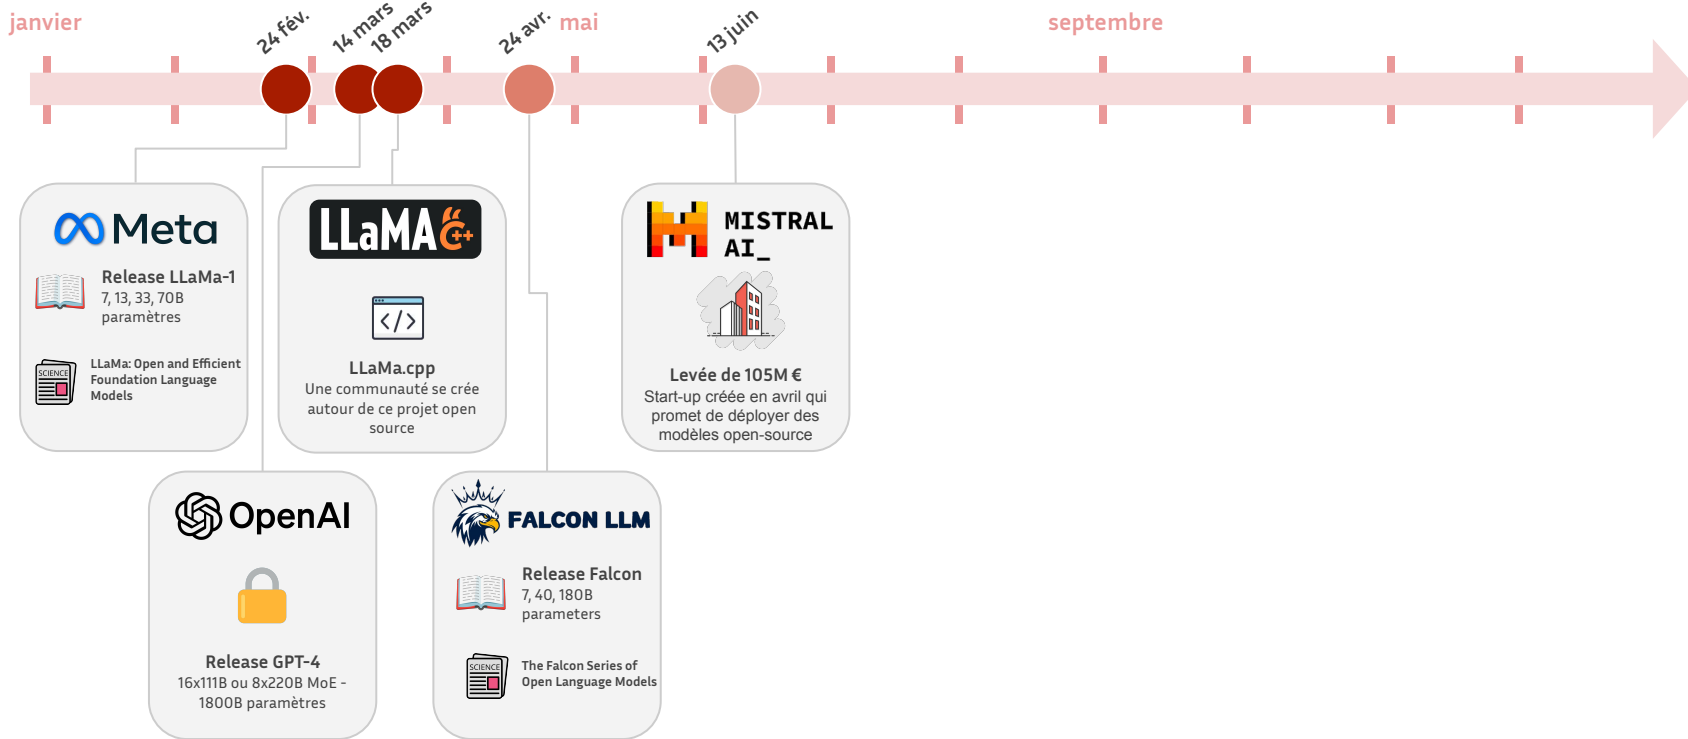 janvier
mai
septembre
24 fév.
14 mars
18 mars
24 avr.
13 juin
Meta
Release LLaMa-1
7, 13, 33, 70B
paramètres
SCIENCE
LLaMa: Open and Efficient
Foundation Language
Models
LLaMA C++
</>
LLaMa.cpp
Une communauté se crée
autour de ce projet open
source
MISTRAL
AI_
Levée de 105M €
Start-up créée en avril qui
promet de déployer des
modèles open-source
OpenAI
Release GPT-4
16x111B ou 8x220B MoE -
1800B paramètres
FALCON LLM
Release Falcon
7, 40, 180B
parameters
SCIENCE
The Falcon Series of
Open Language Models